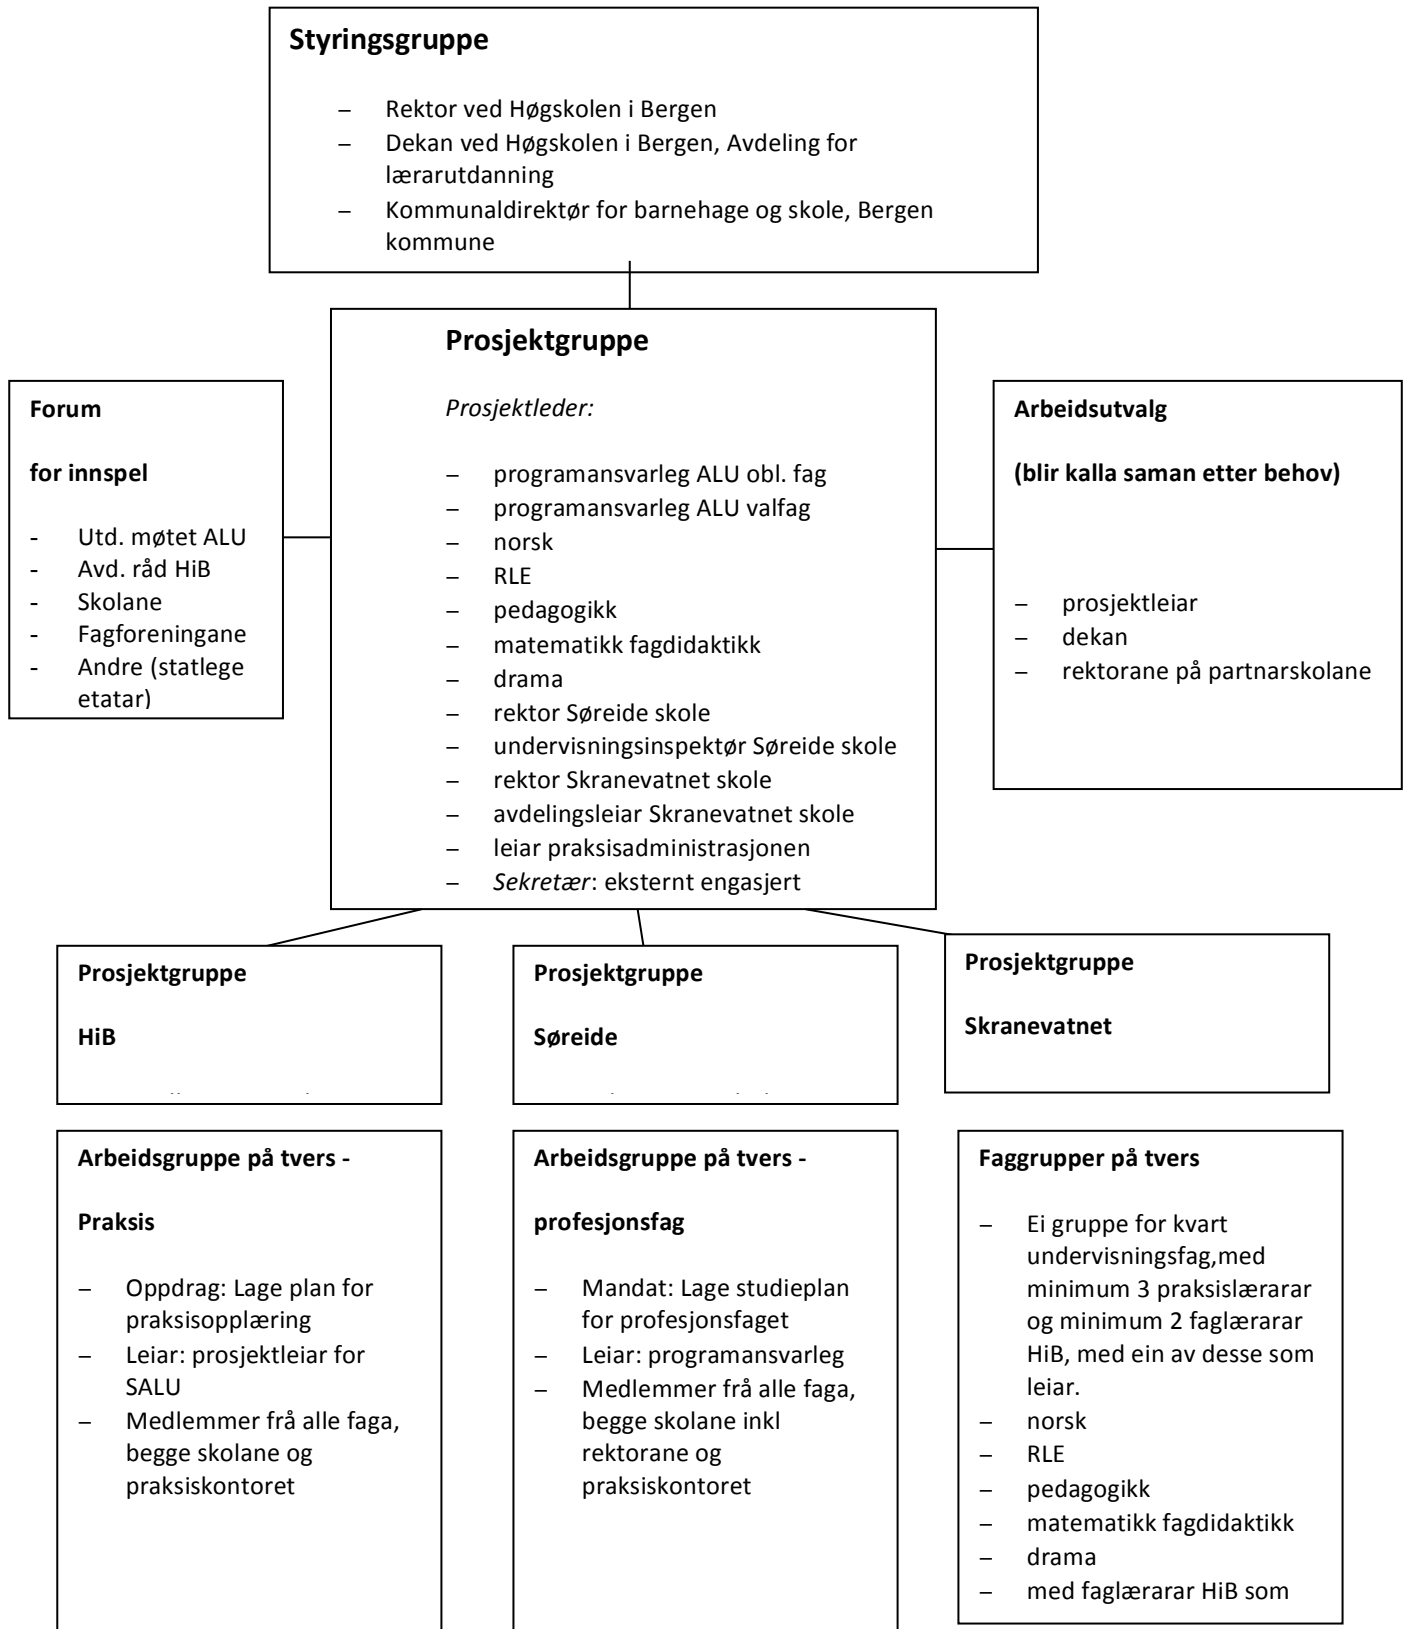 Styringsgruppe
– Rektor ved Høgskolen i Bergen
– Dekan ved Høgskolen i Bergen, Avdeling for
lærarutdanning
– Kommunaldirektør for barnehage og skole, Bergen
kommune
Prosjektgruppe
Prosjektleder:
– programansvarleg ALU obl. fag
– programansvarleg ALU valfag
– norsk
– RLE
– pedagogikk
– matematikk fagdidaktikk
– drama
– rektor Søreide skole
– undervisningsinspektør Søreide skole
– rektor Skranevatnet skole
– avdelingsleiar Skranevatnet skole
– leiar praksisadministrasjonen
– Sekretær: eksternt engasjert
Forum
for innspel
- Utd. møtet ALU
- Avd. råd HiB
- Skolane
- Fagforeningane
- Andre (statlege
etatar)
Arbeidsutvalg
(blir kalla saman etter behov)
– prosjektleiar
– dekan
– rektorane på partnarskolane
Prosjektgruppe
HiB
Prosjektgruppe
Søreide
Prosjektgruppe
Skranevatnet
Arbeidsgruppe på tvers -
Praksis
– Oppdrag: Lage plan for
praksisopplæring
– Leiar: prosjektleiar for
SALU
– Medlemmer frå alle faga,
begge skolane og
praksiskontoret
Arbeidsgruppe på tvers -
profesjonsfag
– Mandat: Lage studieplan
for profesjonsfaget
– Leiar: programansvarleg
– Medlemmer frå alle faga,
begge skolane inkl
rektorane og
praksiskontoret
Faggrupper på tvers
– Ei gruppe for kvart
undervisningsfag,med
minimum 3 praksislærarar
og minimum 2 faglærarar
HiB, med ein av desse som
leiar.
– norsk
– RLE
– pedagogikk
– matematikk fagdidaktikk
– drama
– med faglærarar HiB som